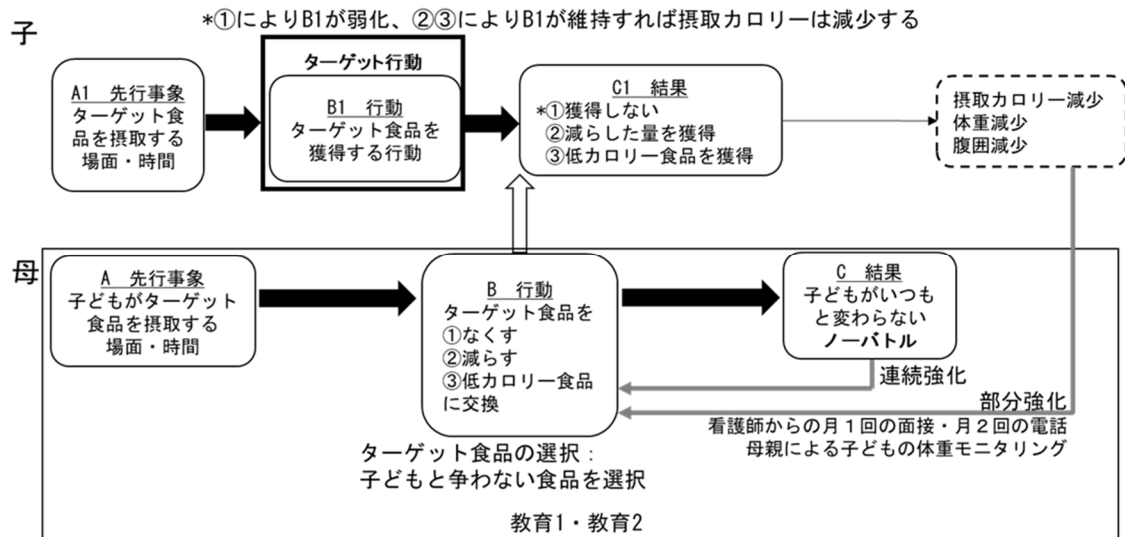 *①によりB1が弱化、②③によりB1が維持すれば摂取カロリーは減少する
子
A1 先行事象
ターゲット食
品を摂取する
場面・時間
ターゲット行動
B1 行動
ターゲット食品を
獲得する行動
C1 結果
*①獲得しない
②減らした量を獲得
③低カロリー食品を獲得
摂取カロリー減少
体重減少
腹囲減少
母
A 先行事象
子どもがターゲット
食品を摂取する
場面・時間
B 行動
ターゲット食品を
①なくす
②減らす
③低カロリー食品
に交換
C 結果
子どもがいつも
と変わらない
ノーバトル
連続強化
部分強化
看護師からの月1回の面接・月2回の電話
母親による子どもの体重モニタリング
ターゲット食品の選択：
子どもと争わない食品を選択
教育1・教育2